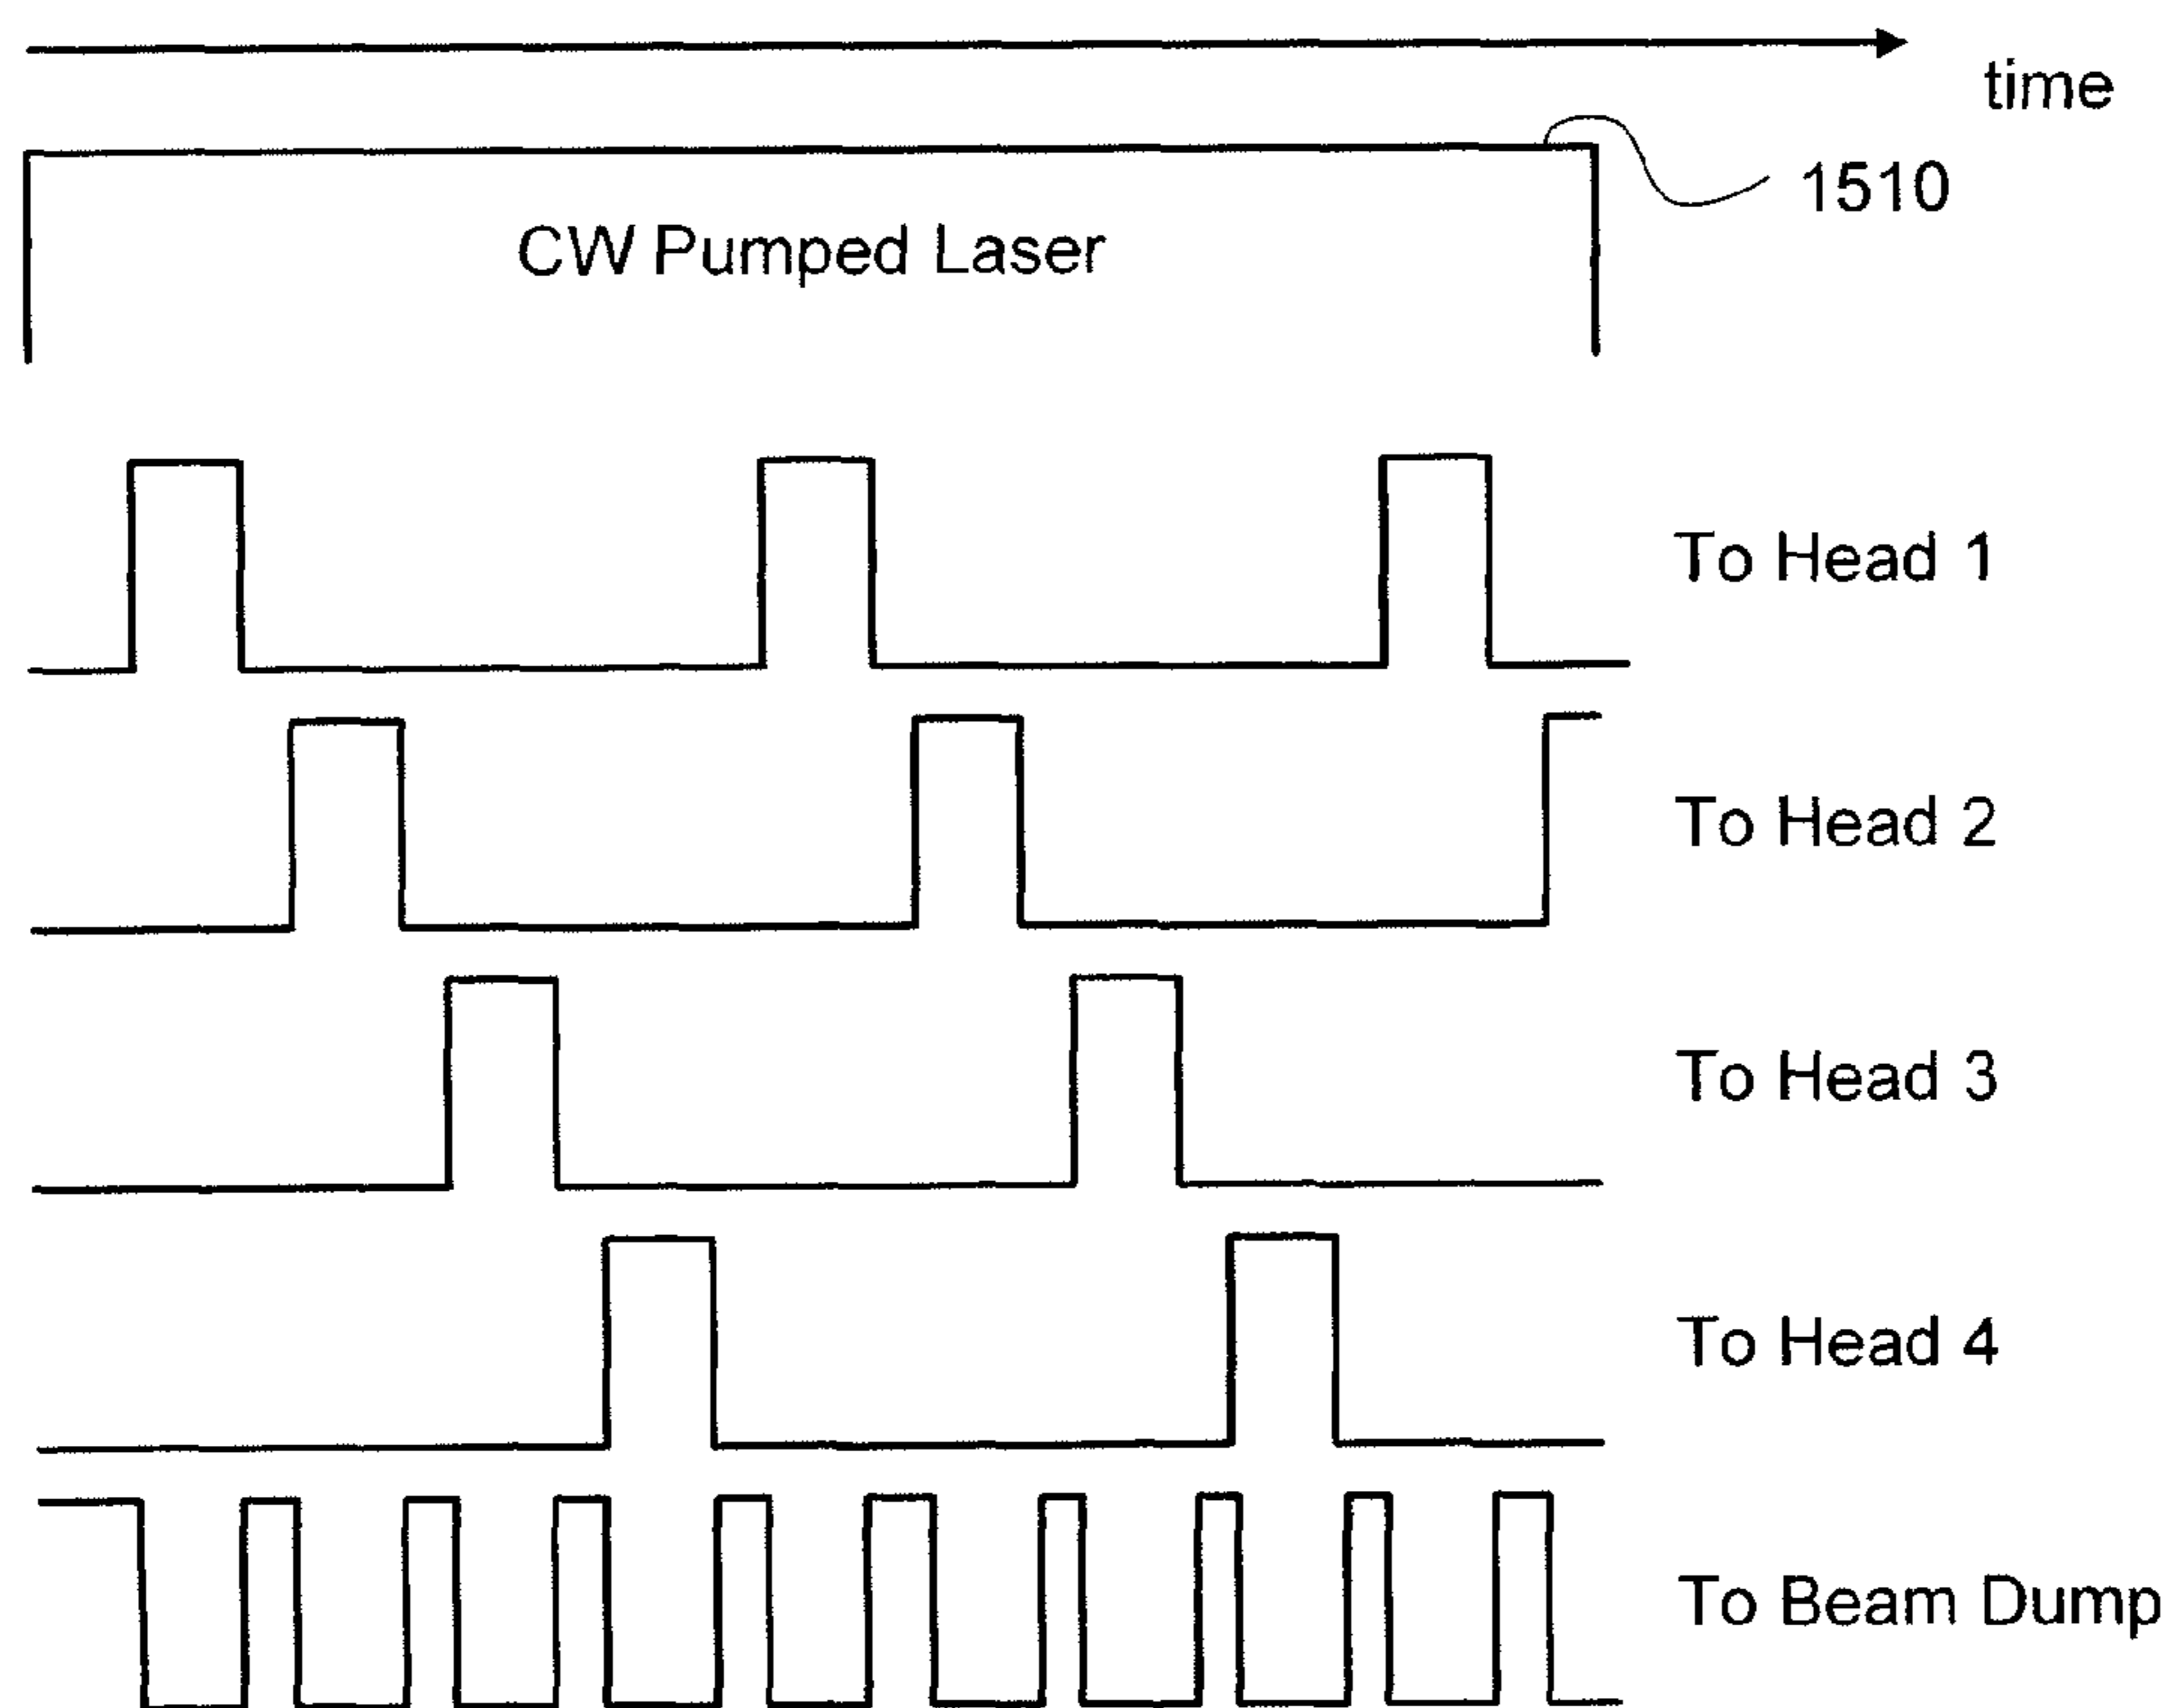 time
1510
CW Pumped Laser
To Head 1
To Head 2
To Head 3
To Head 4
To Beam Dump